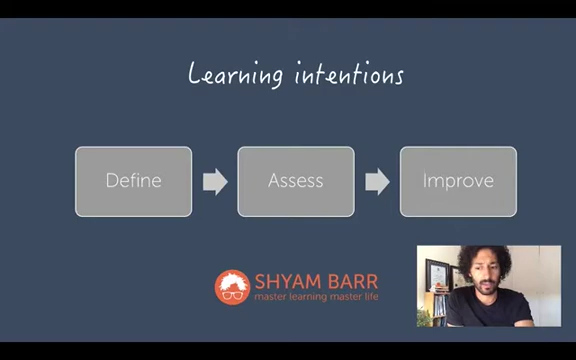 Learning intentions
Define
Assess
Improve
SHYAM BARR
master learning master life